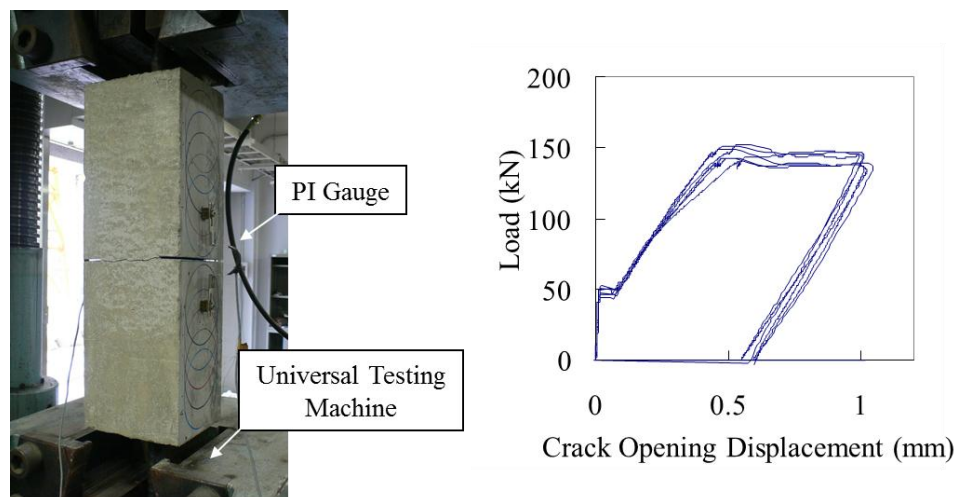 PI Gauge
Universal Testing
Machine
200
150
100
50
0
Load (kN)
0 0.5 1
Crack Opening Displacement (mm)